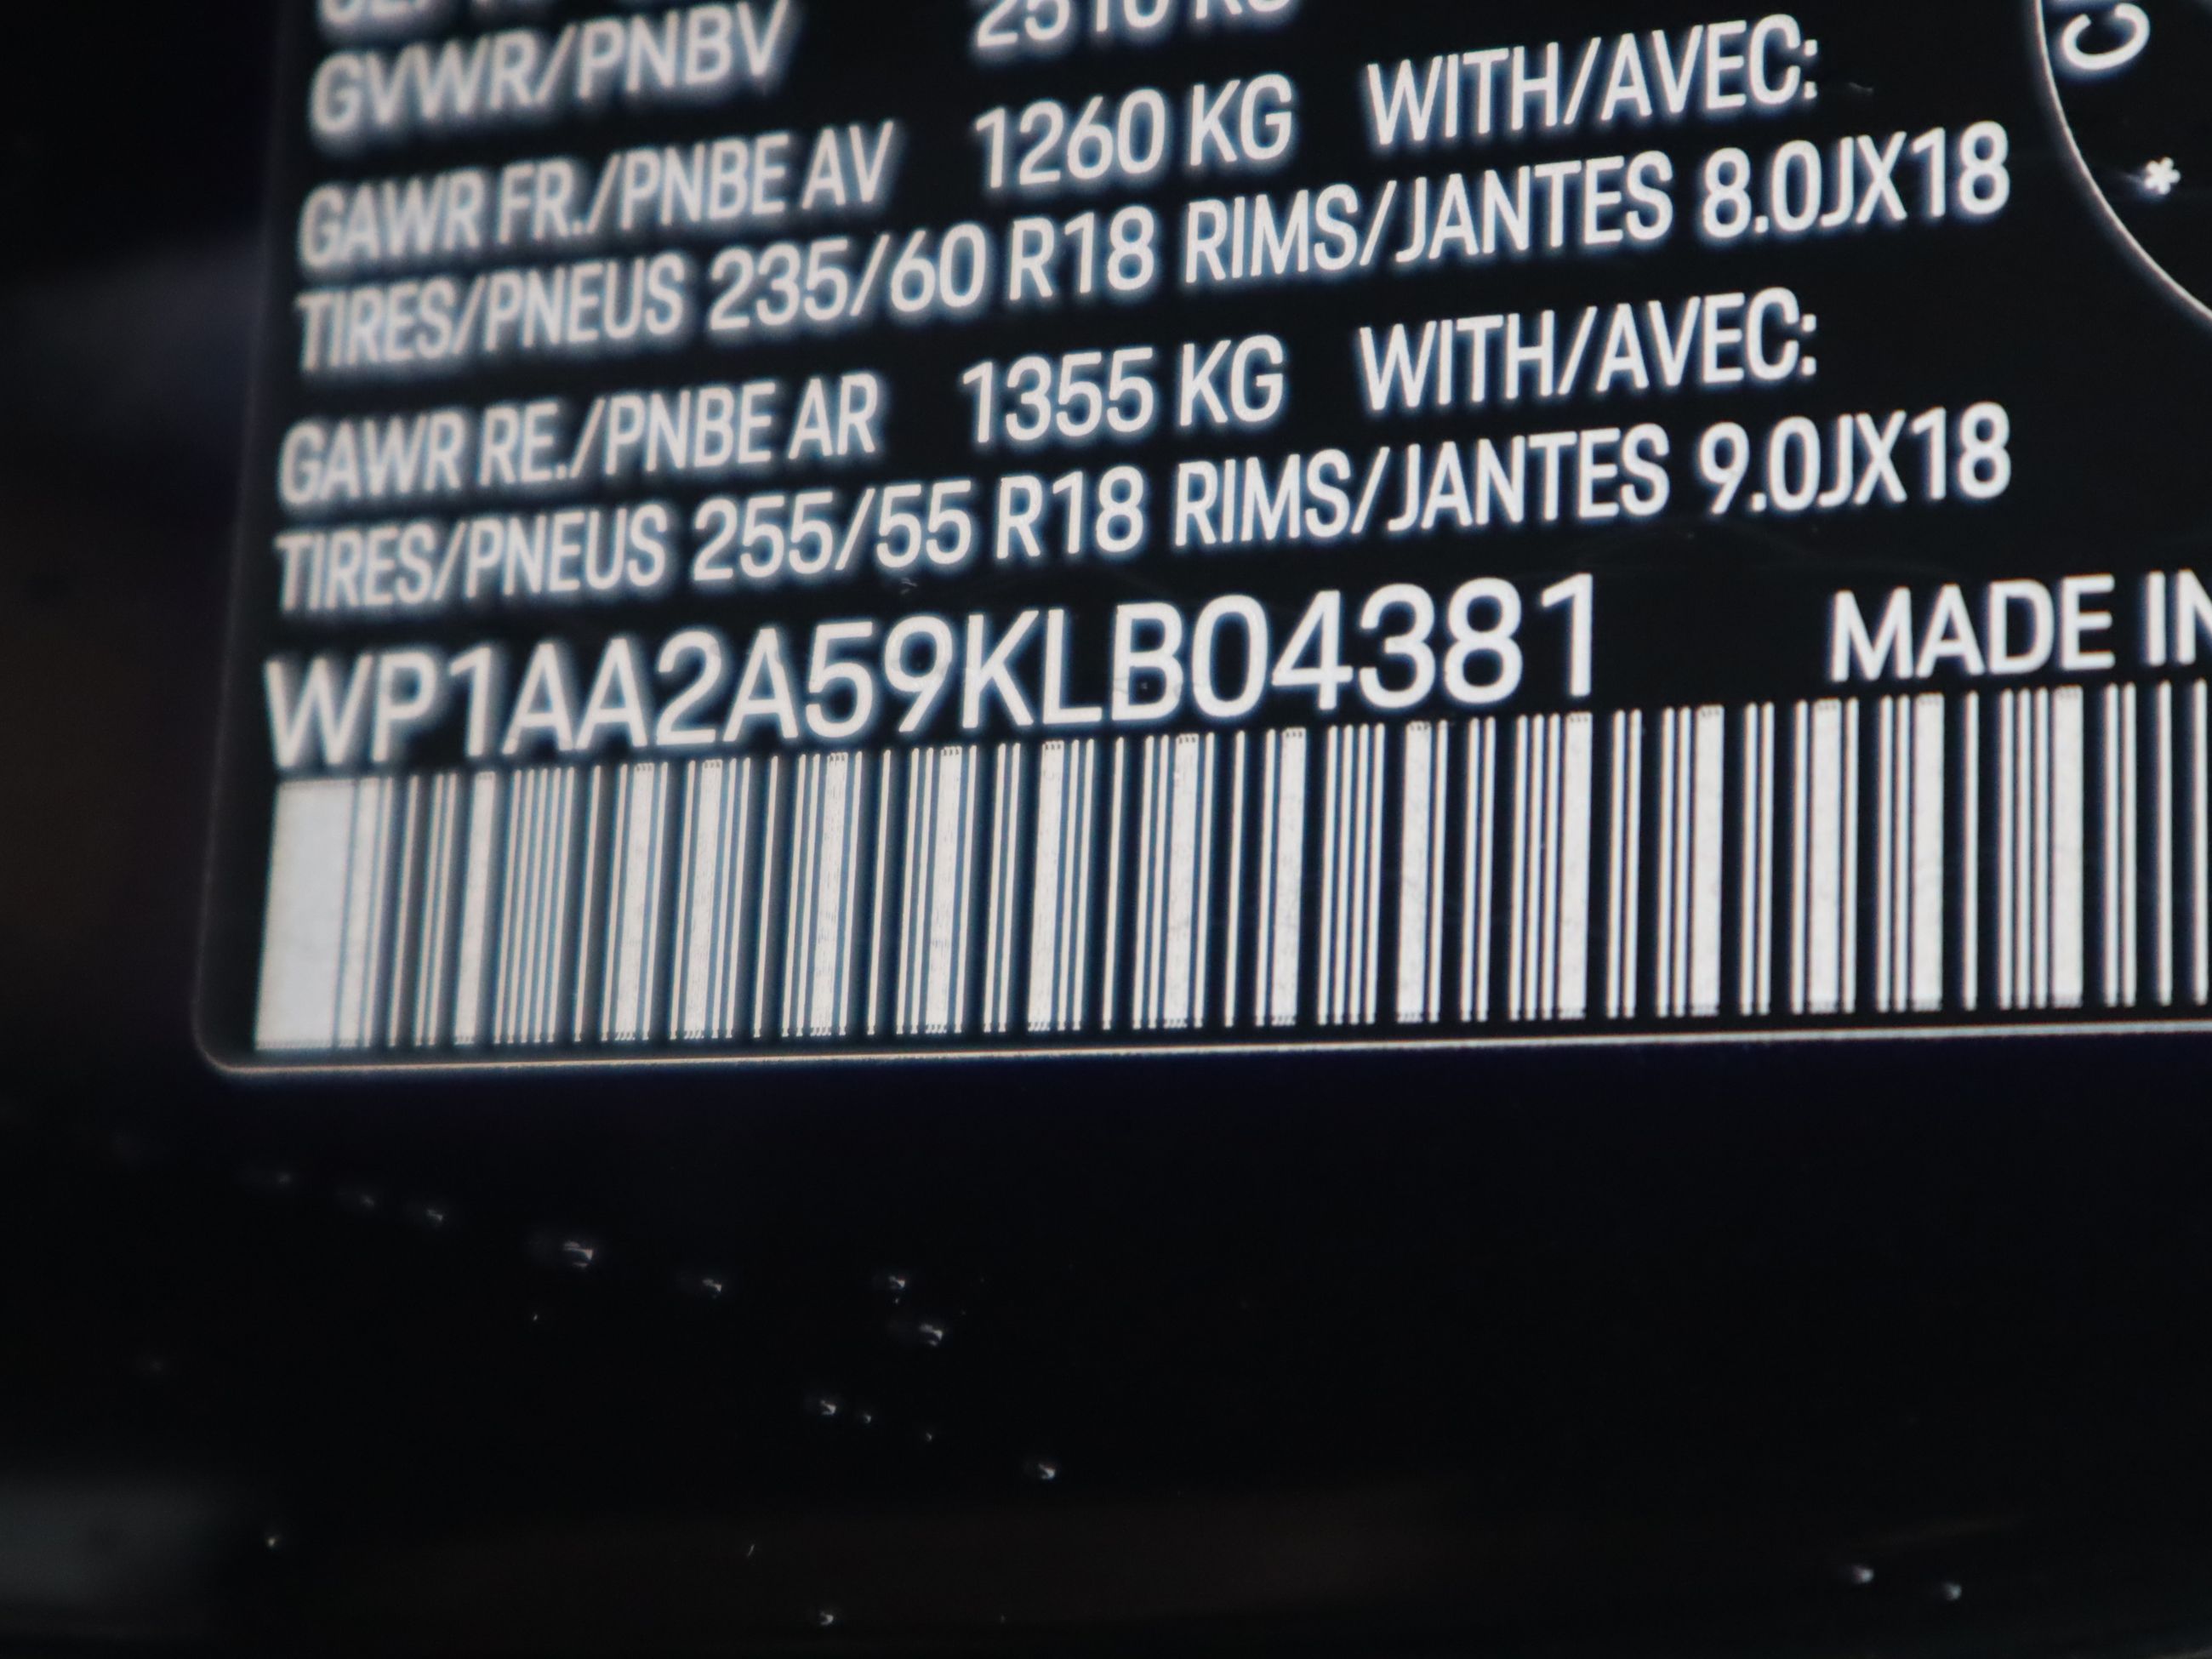 GVWR/PNBV 2510 KG
GAWR FR./PNBE AV 1260 KG WITH/AVEC:
TIRES/PNEUS 235/60 R18 RIMS/JANTES 8.0JX18
GAWR RE./PNBE AR 1355 KG WITH/AVEC:
TIRES/PNEUS 255/55 R18 RIMS/JANTES 9.0JX18
WP1AA2A59KLB04381 MADE IN
*